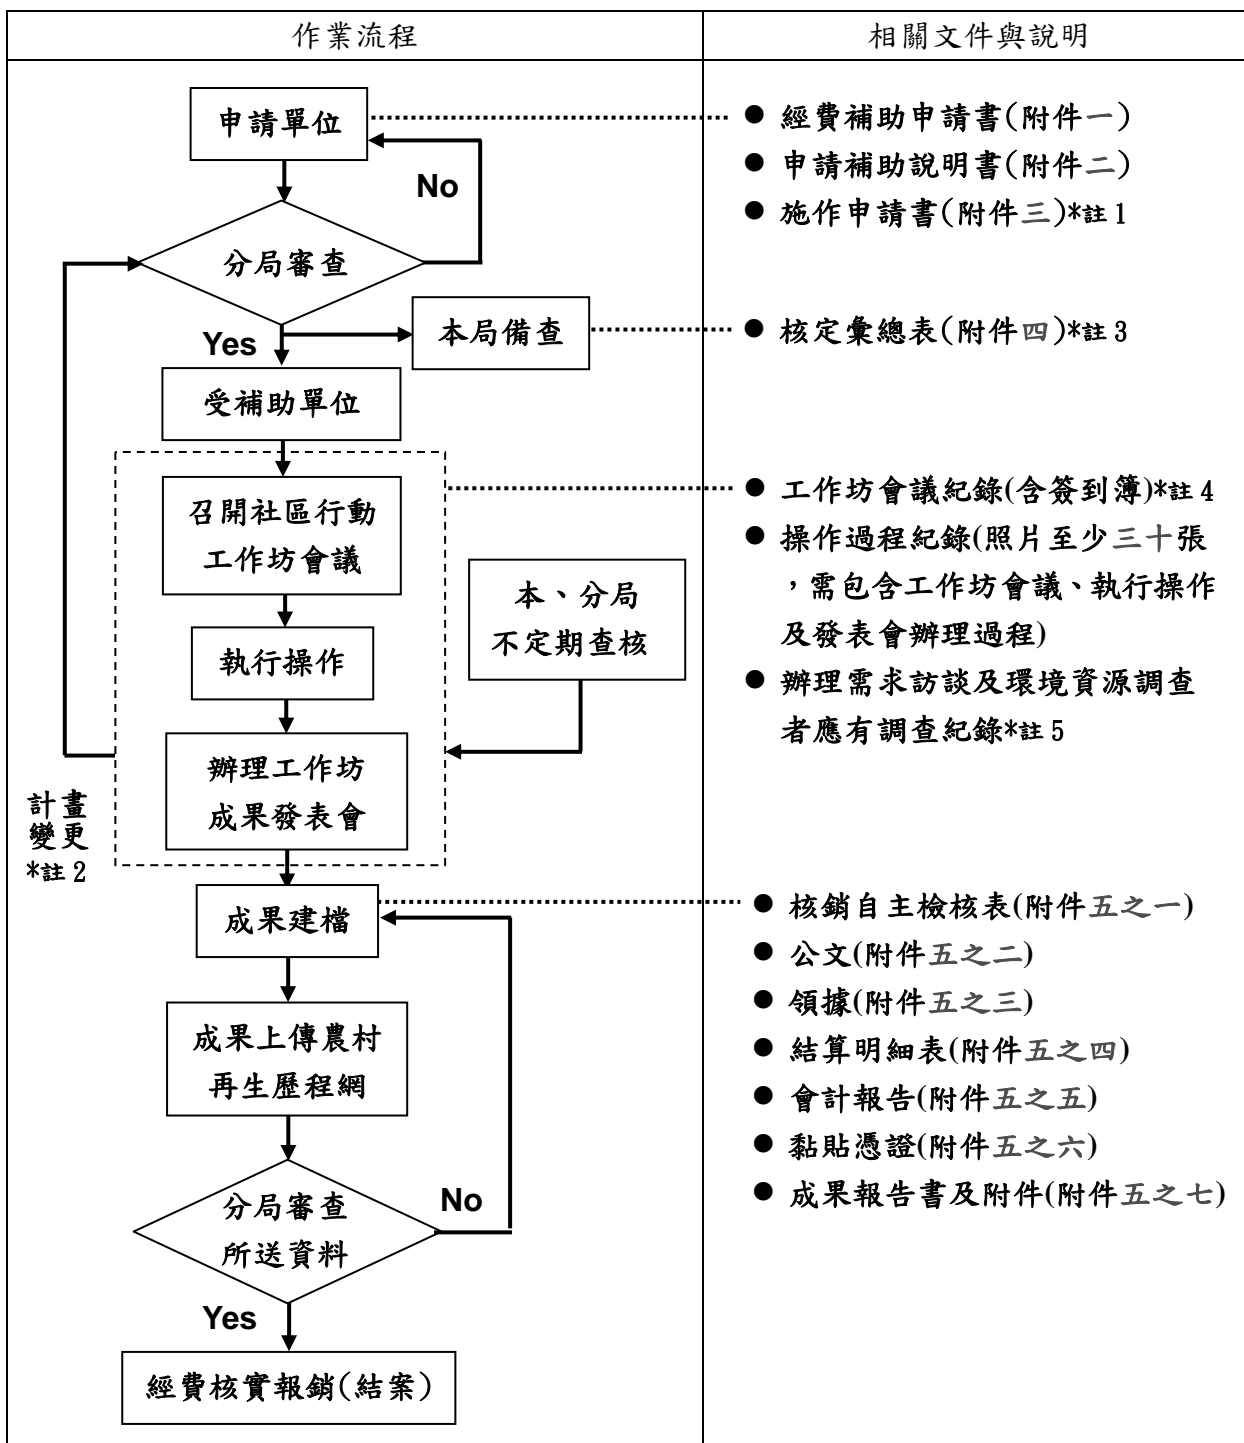 作業流程
相關文件與說明
申請單位
No
分局審查
Yes
本局備查
受補助單位
召開社區行動
工作坊會議
執行操作
辦理工作坊
成果發表會
本、分局
不定期查核
計畫
變更
*註 2
成果建檔
成果上傳農村
再生歷程網
分局審查
所送資料
No
Yes
經費核實報銷(結案)
● 經費補助申請書(附件一)
● 申請補助說明書(附件二)
● 施作申請書(附件三)*註 1
● 核定彙總表(附件四)*註 3
● 工作坊會議紀錄(含簽到簿)*註 4
● 操作過程紀錄(照片至少三十張
，需包含工作坊會議、執行操作
及發表會辦理過程)
● 辦理需求訪談及環境資源調查
者應有調查紀錄*註 5
● 核銷自主檢核表(附件五之一)
● 公文(附件五之二)
● 領據(附件五之三)
● 結算明細表(附件五之四)
● 會計報告(附件五之五)
● 黏貼憑證(附件五之六)
● 成果報告書及附件(附件五之七)